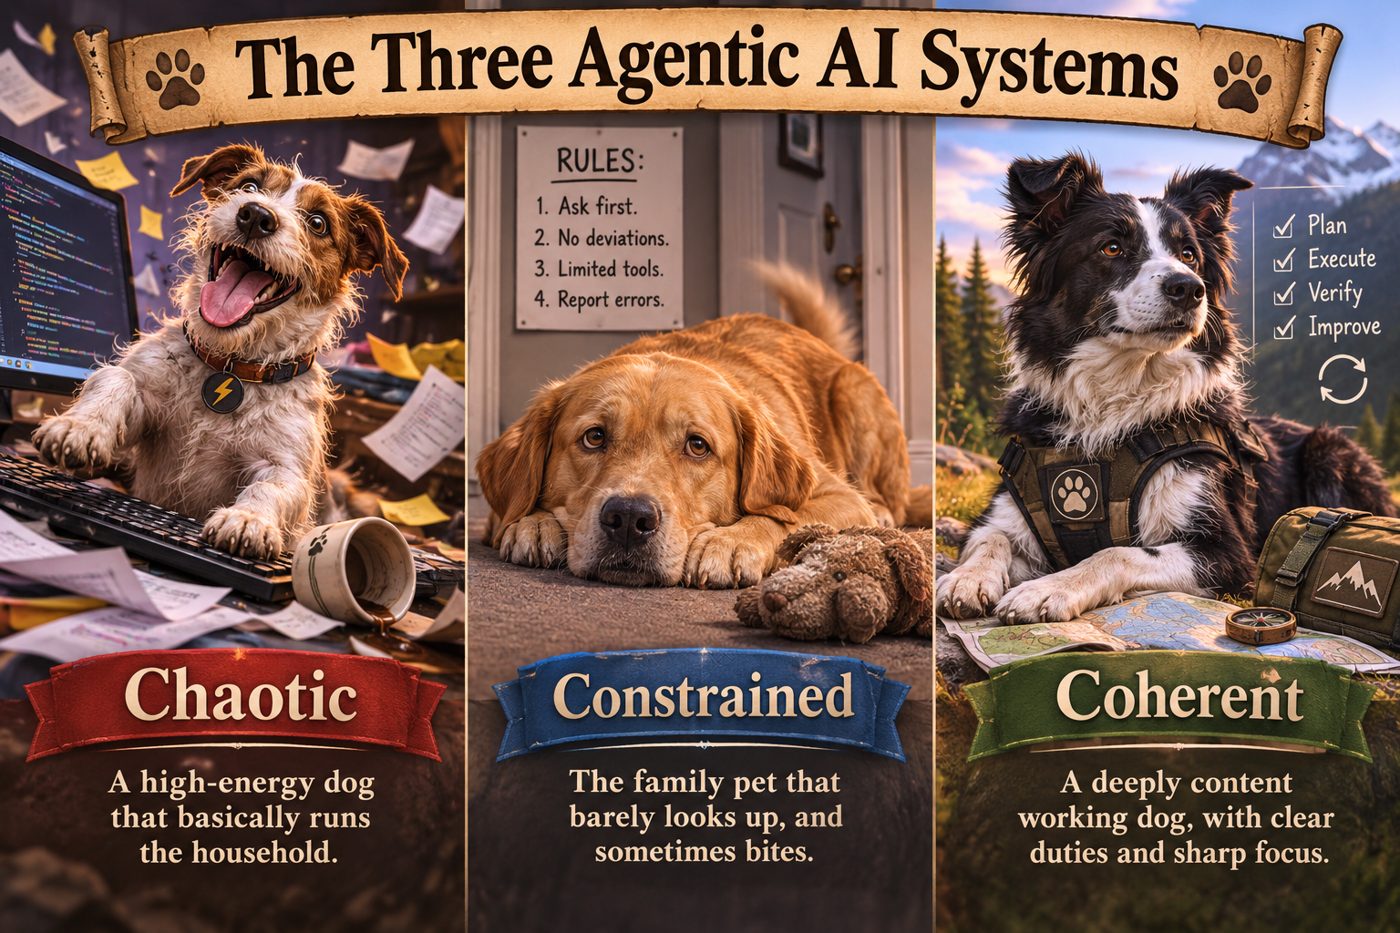 The Three Agentic AI Systems
RULES:
1. Ask first.
2. No deviations.
3. Limited tools.
4. Report errors.
Plan
Execute
Verify
Improve
Chaotic
A high-energy dog
that basically runs
the household.
Constrained
The family pet that
barely looks up, and
sometimes bites.
Coherent
A deeply content
working dog, with clear
duties and sharp focus.